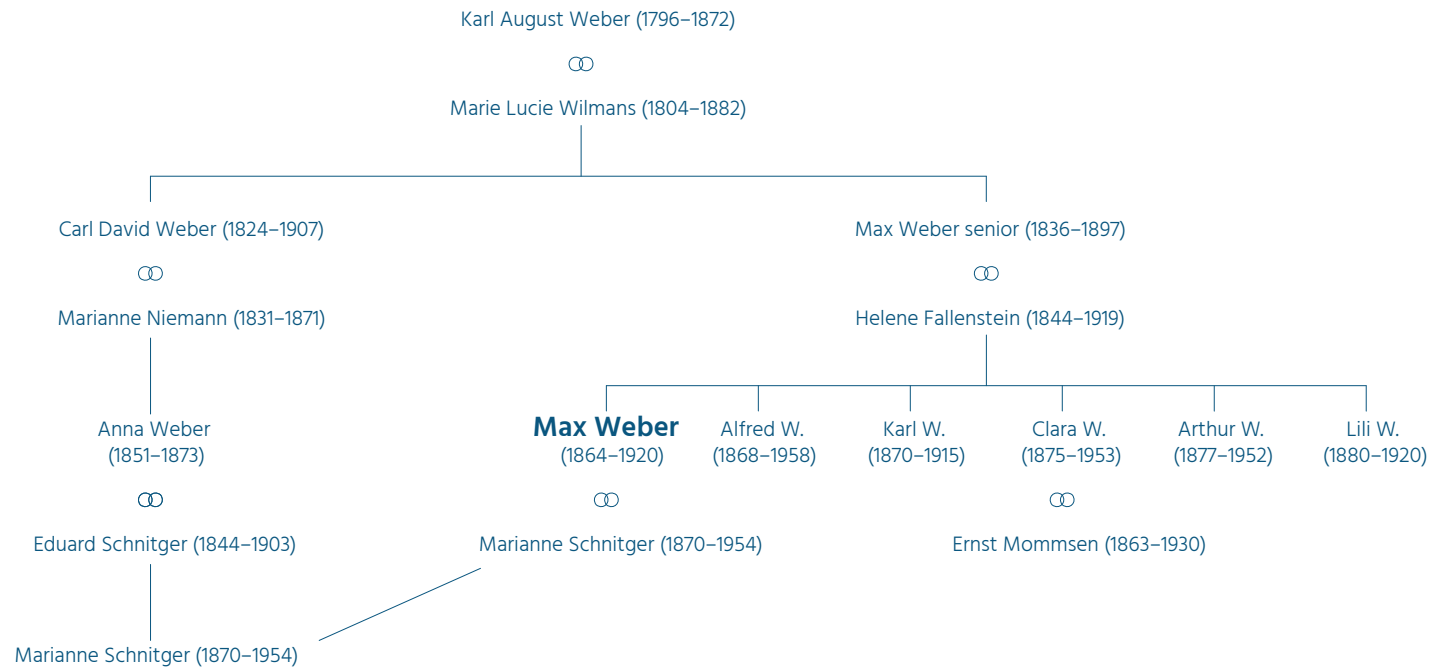 Karl August Weber (1796–1872)
Marie Lucie Wilmans (1804–1882)
Carl David Weber (1824–1907)
Max Weber senior (1836–1897)
Marianne Niemann (1831–1871)
Helene Fallenstein (1844–1919)
Anna Weber
(1851–1873)
Max Weber
(1864–1920)
Alfred W.
(1868–1958)
Karl W.
(1870–1915)
Clara W.
(1875–1953)
Arthur W.
(1877–1952)
Lili W.
(1880–1920)
Eduard Schnitger (1844–1903)
Marianne Schnitger (1870–1954)
Ernst Mommsen (1863–1930)
Marianne Schnitger (1870–1954)